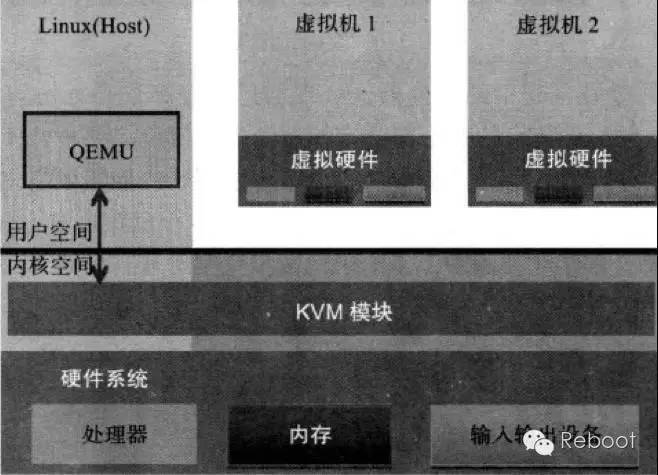 Linux(Host)
虚拟机 1
虚拟机 2
QEMU
虚拟硬件
虚拟硬件
用户空间
内核空间
KVM 模块
硬件系统
处理器
内存
输入输出设备
Reboot